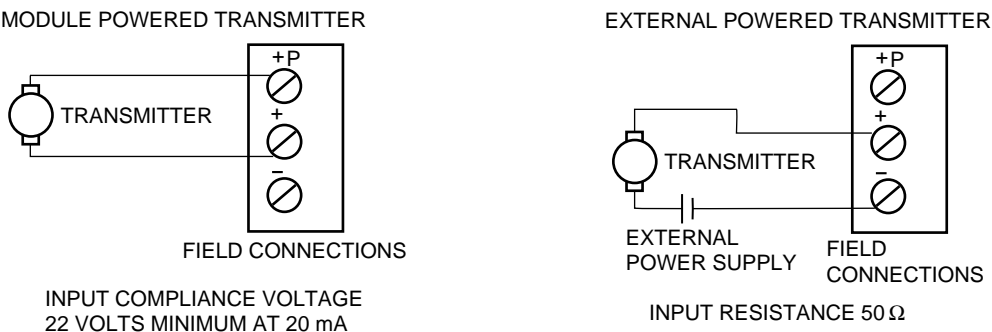 MODULE POWERED TRANSMITTER
+P
TRANSMITTER
+
−
FIELD CONNECTIONS
INPUT COMPLIANCE VOLTAGE
22 VOLTS MINIMUM AT 20 mA
EXTERNAL POWERED TRANSMITTER
+P
+
TRANSMITTER
−
EXTERNAL
POWER SUPPLY
FIELD
CONNECTIONS
INPUT RESISTANCE 50 Ω